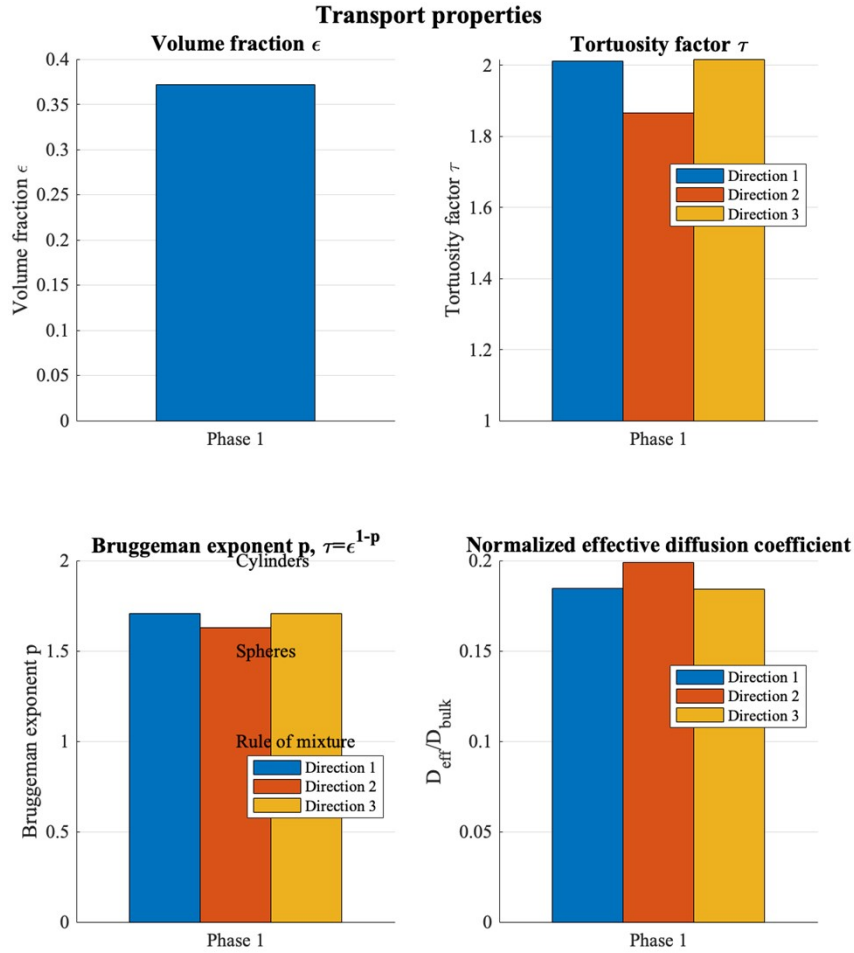 Transport properties
Volume fraction ϵ
Volume fraction ϵ
0.4
0.35
0.3
0.25
0.2
0.15
0.1
0.05
0
Phase 1
Tortuosity factor τ
Tortuosity factor τ
2
1.8
1.6
1.4
1.2
1
Direction 1
Direction 2
Direction 3
Phase 1
Bruggeman exponent p, τ=ϵ^1-p
Bruggeman exponent p
2
1.5
1
0.5
0
Cylinders
Spheres
Rule of mixture
Direction 1
Direction 2
Direction 3
Phase 1
Normalized effective diffusion coefficient
D_eff/D_bulk
0.2
0.15
0.1
0.05
0
Direction 1
Direction 2
Direction 3
Phase 1